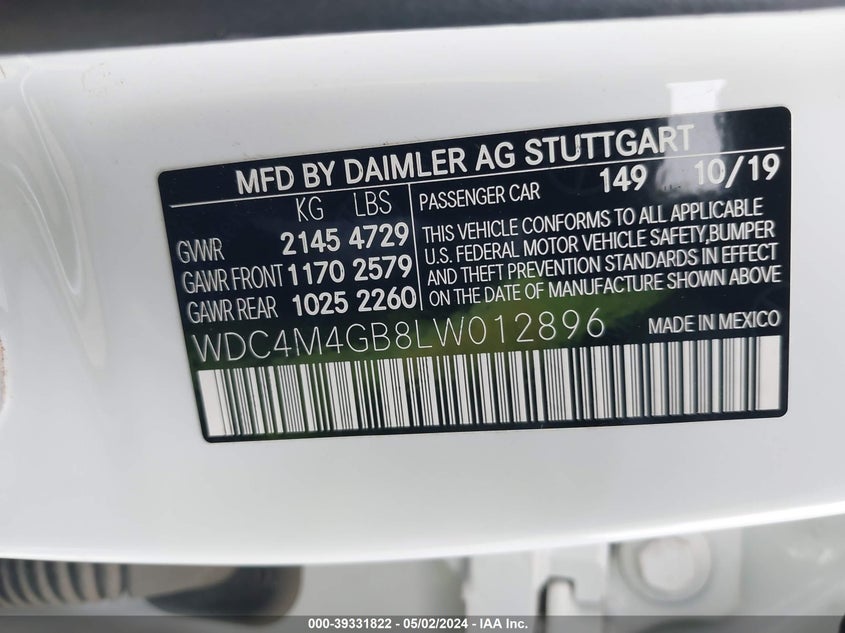 MFD BY DAIMLER AG STUTTGART
KG LBS
GVWR 2145 4729
GAWR FRONT 1170 2579
GAWR REAR 1025 2260
PASSENGER CAR 149 10/19
THIS VEHICLE CONFORMS TO ALL APPLICABLE
U.S. FEDERAL MOTOR VEHICLE SAFETY,BUMPER
AND THEFT PREVENTION STANDARDS IN EFFECT
ON THE DATE OF MANUFACTURE SHOWN ABOVE
WDC4M4GB8LW012896 MADE IN MEXICO
000-39331822 / 05/02/2024 / IAA Inc.